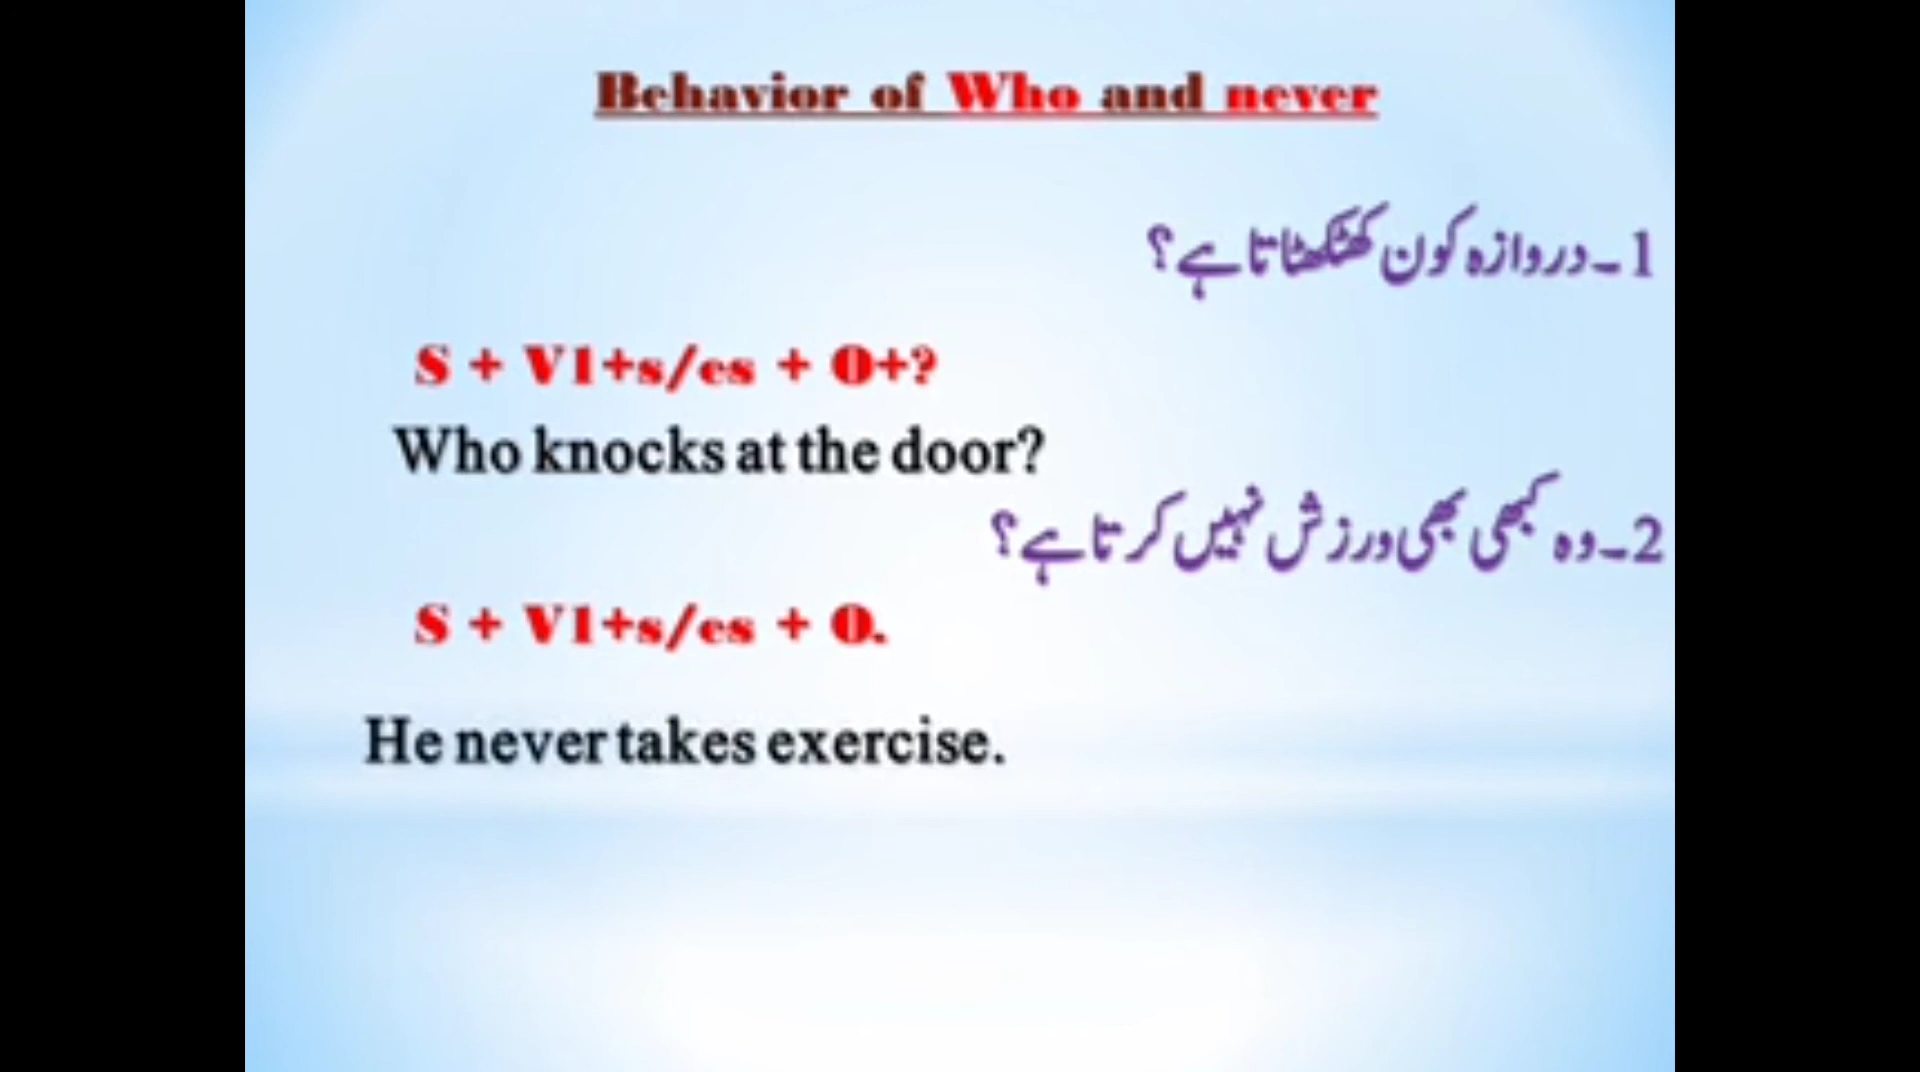 Behavior of Who and never
1۔دروازہ کون کھٹکھٹاتا ہے؟
S + V1+s/es + O+?
Who knocks at the door?
2۔وہ کبھی بھی ورزش نہیں کرتا ہے؟
S + V1+s/es + O.
He never takes exercise.